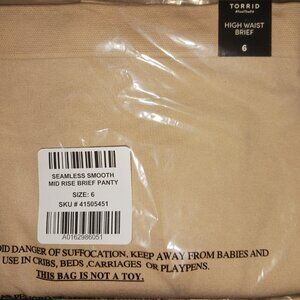 TORRID
HIGH WAIST
BRIEF
6
SEAMLESS SMOOTH
MID RISE BRIEF PANTY
SIZE: 6
SKU # 41505451
A0162986051
OID DANGER OF SUFFOCATION, KEEP AWAY FROM BABIES AND
USE IN CRIBS, BEDS, CARRIAGES OR PLAYPENS.
THIS BAG IS NOT A TOY.